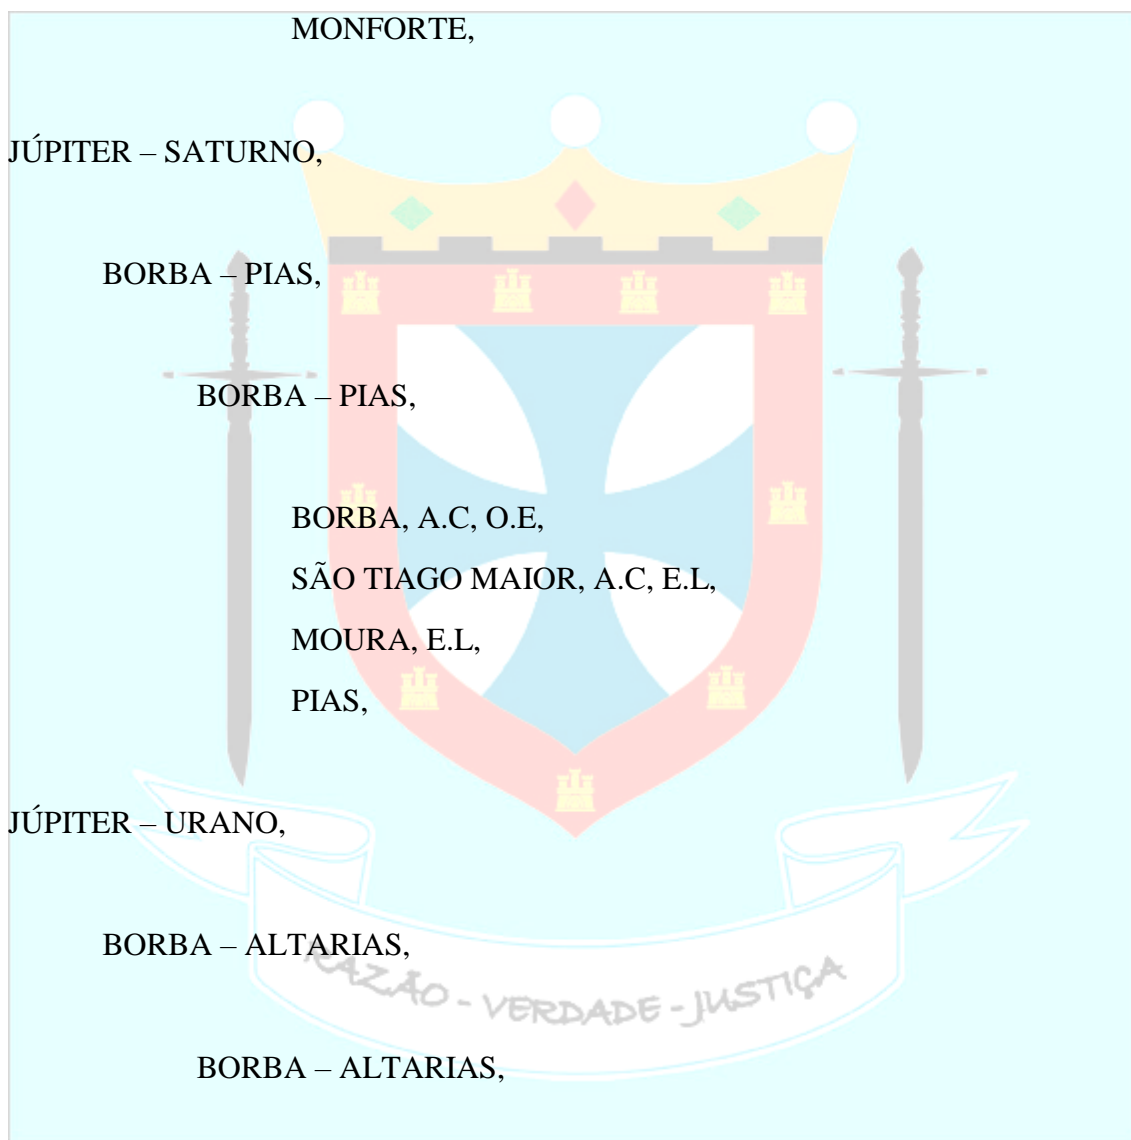 MONFORTE,
JÚPITER – SATURNO,
BORBA – PIAS,
BORBA – PIAS,
BORBA, A.C, O.E,
SÃO TIAGO MAIOR, A.C, E.L,
MOURA, E.L,
PIAS,
JÚPITER – URANO,
BORBA – ALTARIAS,
RAZÃO - VERDADE - JUSTIÇA
BORBA – ALTARIAS,